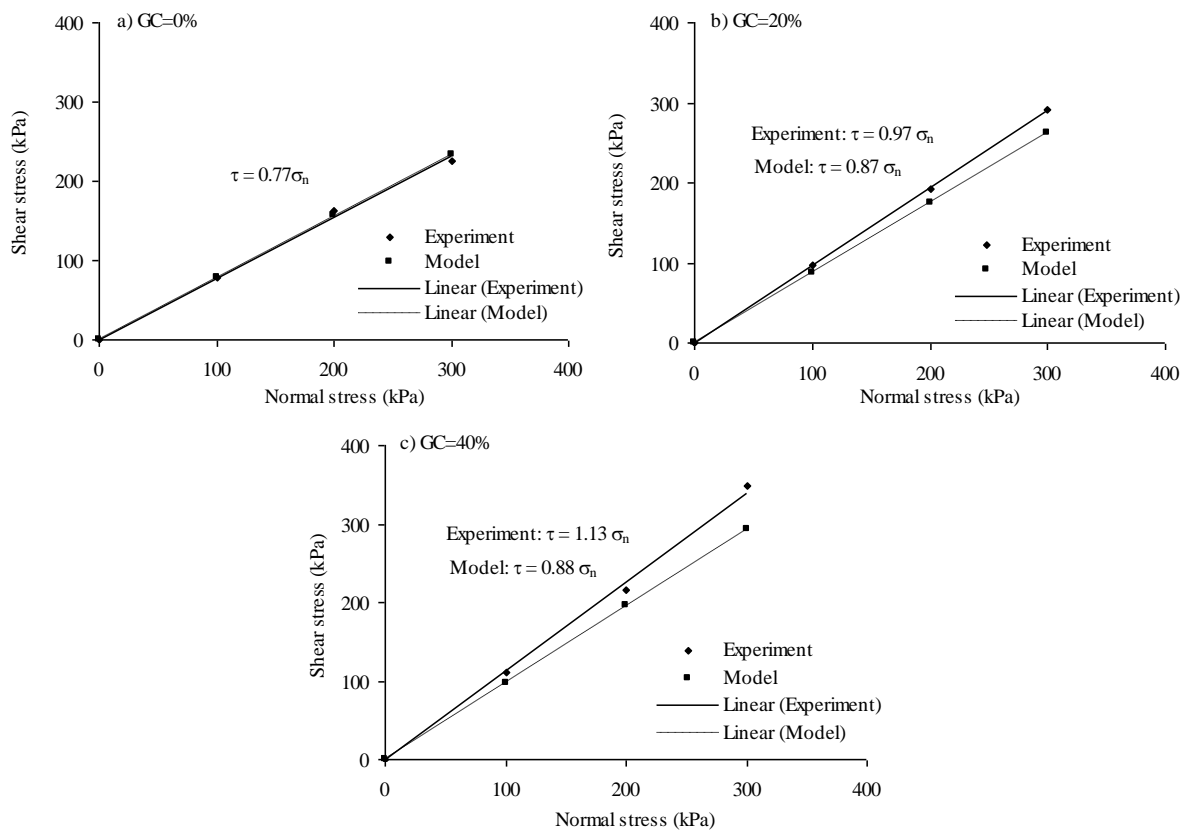 a) GC=0%
400
300
200
100
0
Shear stress (kPa)
τ = 0.77σn
Experiment
Model
Linear (Experiment)
Linear (Model)
0 100 200 300 400
Normal stress (kPa)
b) GC=20%
400
300
200
100
0
Shear stress (kPa)
Experiment: τ = 0.97 σn
Model: τ = 0.87 σn
Experiment
Model
Linear (Experiment)
Linear (Model)
0 100 200 300 400
Normal stress (kPa)
c) GC=40%
400
300
200
100
0
Shear stress (kPa)
Experiment: τ = 1.13 σn
Model: τ = 0.88 σn
Experiment
Model
Linear (Experiment)
Linear (Model)
0 100 200 300 400
Normal stress (kPa)